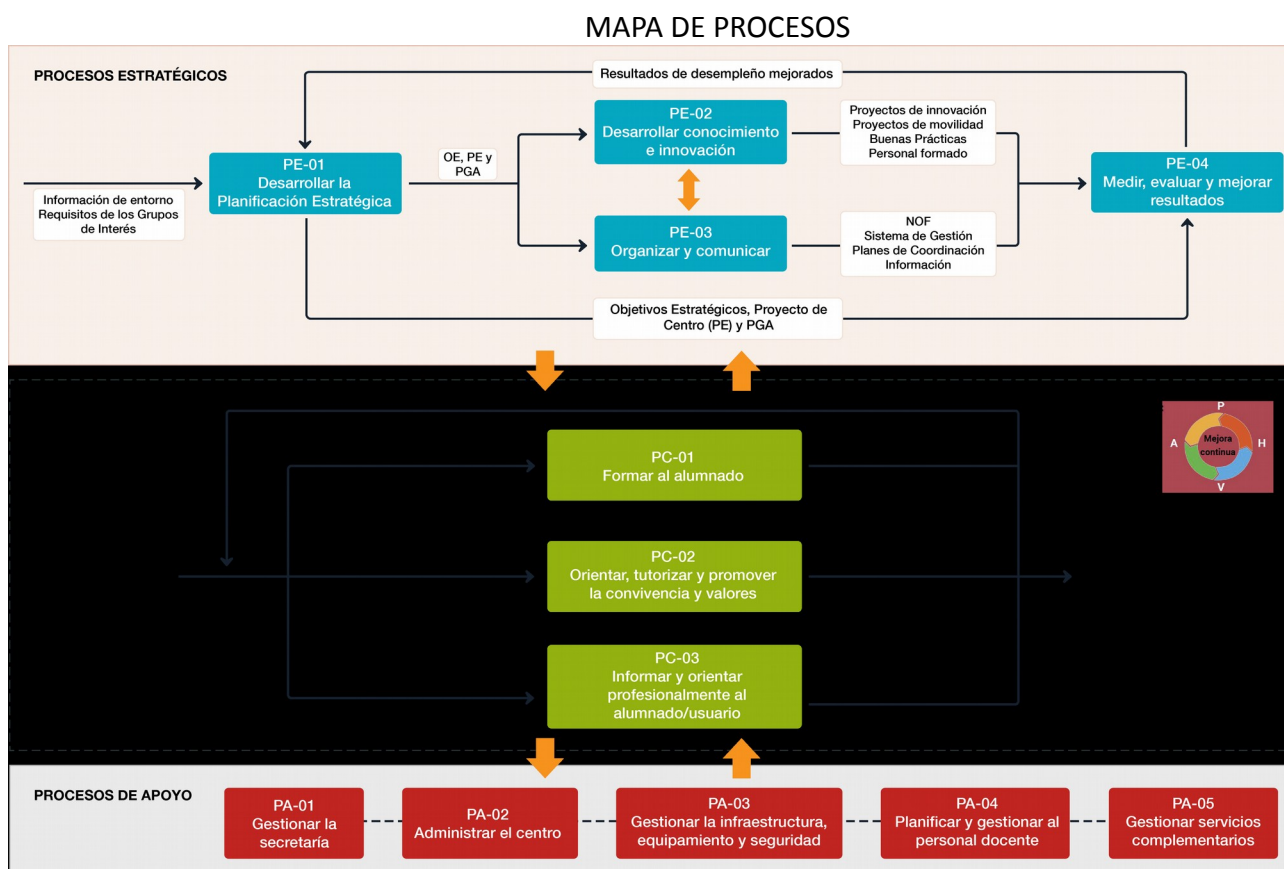 MAPA DE PROCESOS
PROCESOS ESTRATÉGICOS
Resultados de desempleño mejorados
PE-01
Desarrollar la
Planificación Estratégica
Información de entorno
Requisitos de los Grupos
de Interés
OE, PE y
PGA
PE-02
Desarrollar conocimiento
e innovación
PE-03
Organizar y comunicar
Proyectos de innovación
Proyectos de movilidad
Buenas Prácticas
Personal formado
NOF
Sistema de Gestión
Planes de Coordinación
Información
PE-04
Medir, evaluar y mejorar
resultados
Objetivos Estratégicos, Proyecto de
Centro (PE) y PGA
PC-01
Formar al alumnado
PC-02
Orientar, tutorizar y promover
la convivencia y valores
PC-03
Informar y orientar
profesionalmente al
alumnado/usuario
P
A
Mejora
continua
H
V
PROCESOS DE APOYO
PA-01
Gestionar la
secretaría
PA-02
Administrar el centro
PA-03
Gestionar la infraestructura,
equipamiento y seguridad
PA-04
Planificar y gestionar al
personal docente
PA-05
Gestionar servicios
complementarios